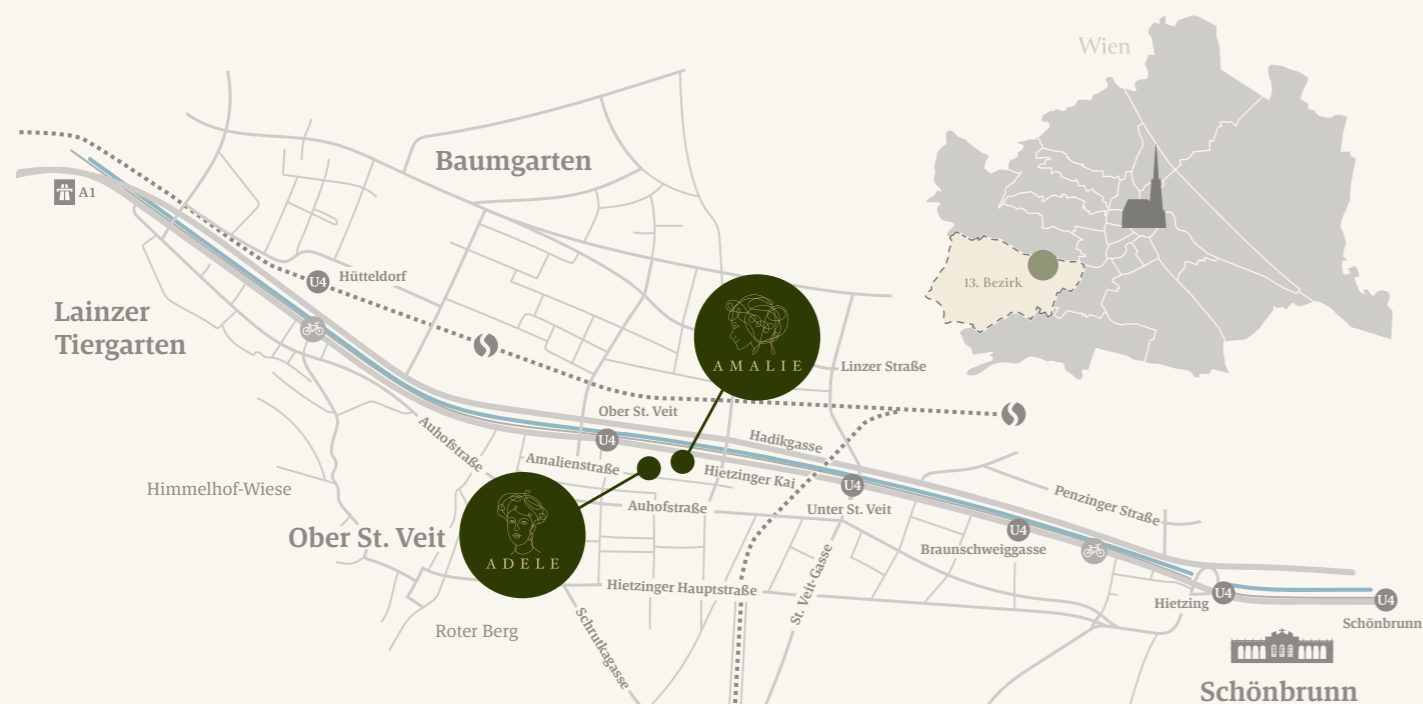 Wien
Baumgarten
A1
U4
Hütteldorf
13. Bezirk
Lainzer
Tiergarten
AMALIE
Linzer Straße
Ober St. Veit
U4
Hadikgasse
Auhofstraße
Amalienstraße
Hietzinger Kai
U4
Unter St. Veit
Penzinger Straße
Himmelhof-Wiese
Auhofstraße
Ober St. Veit
ADELE
U4
Braunschweiggasse
St. Veit-Gasse
Hietzinger Hauptstraße
Hietzing
U4
U4
Schönbrunn
Roter Berg
Schrutkagasse
Schönbrunn